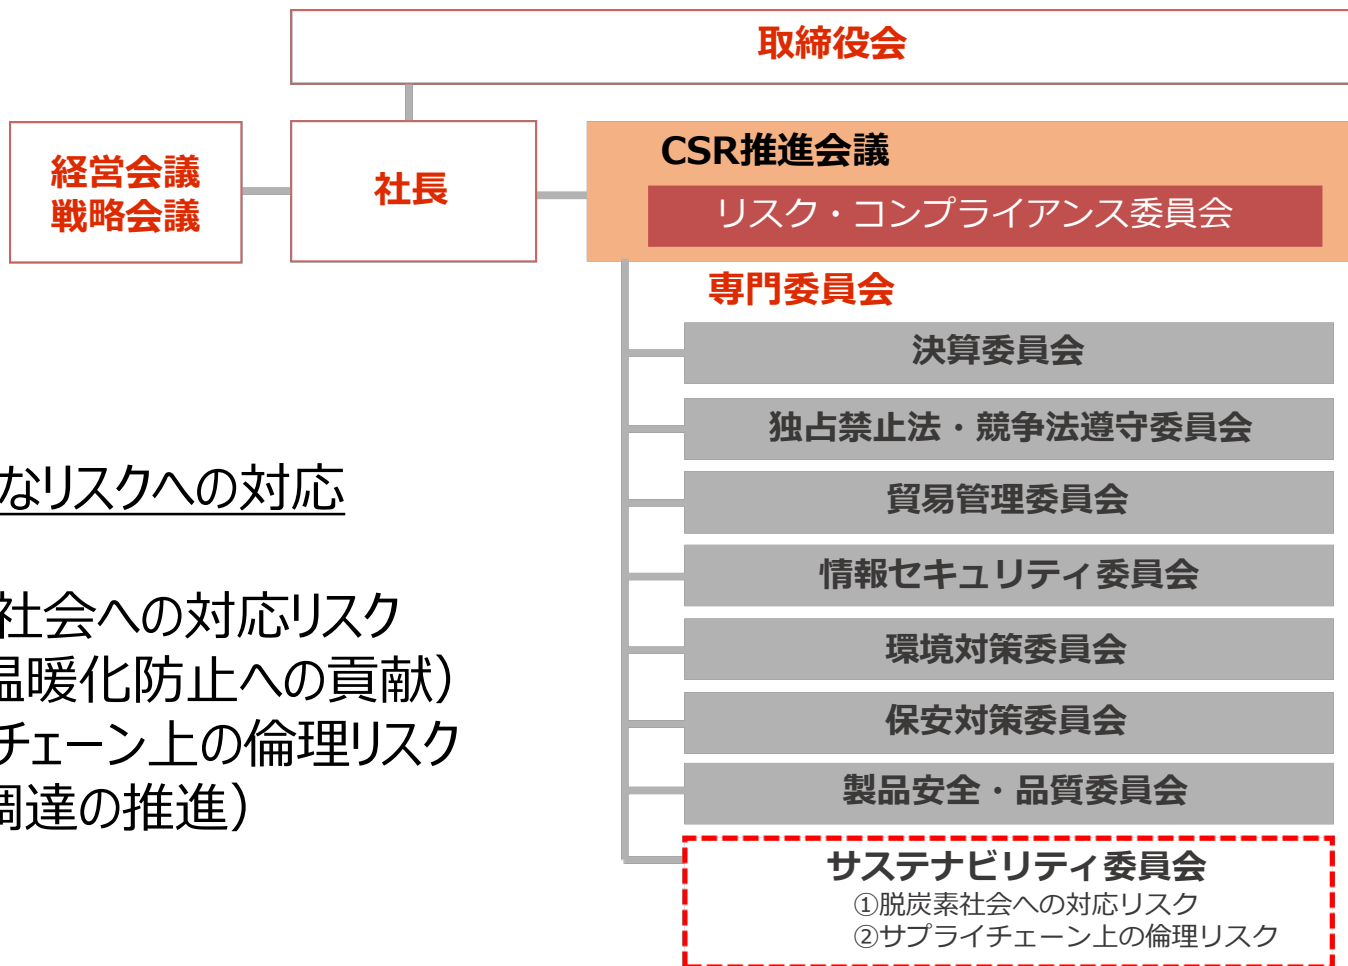 取締役会
経営会議
戦略会議
社長
CSR推進会議
リスク・コンプライアンス委員会
専門委員会
決算委員会
独占禁止法・競争法遵守委員会
貿易管理委員会
情報セキュリティ委員会
環境対策委員会
保安対策委員会
製品安全・品質委員会
サステナビリティ委員会
①脱炭素社会への対応リスク
②サプライチェーン上の倫理リスク
なリスクへの対応
社会への対応リスク
温暖化防止への貢献）
チェーン上の倫理リスク
調達の推進）